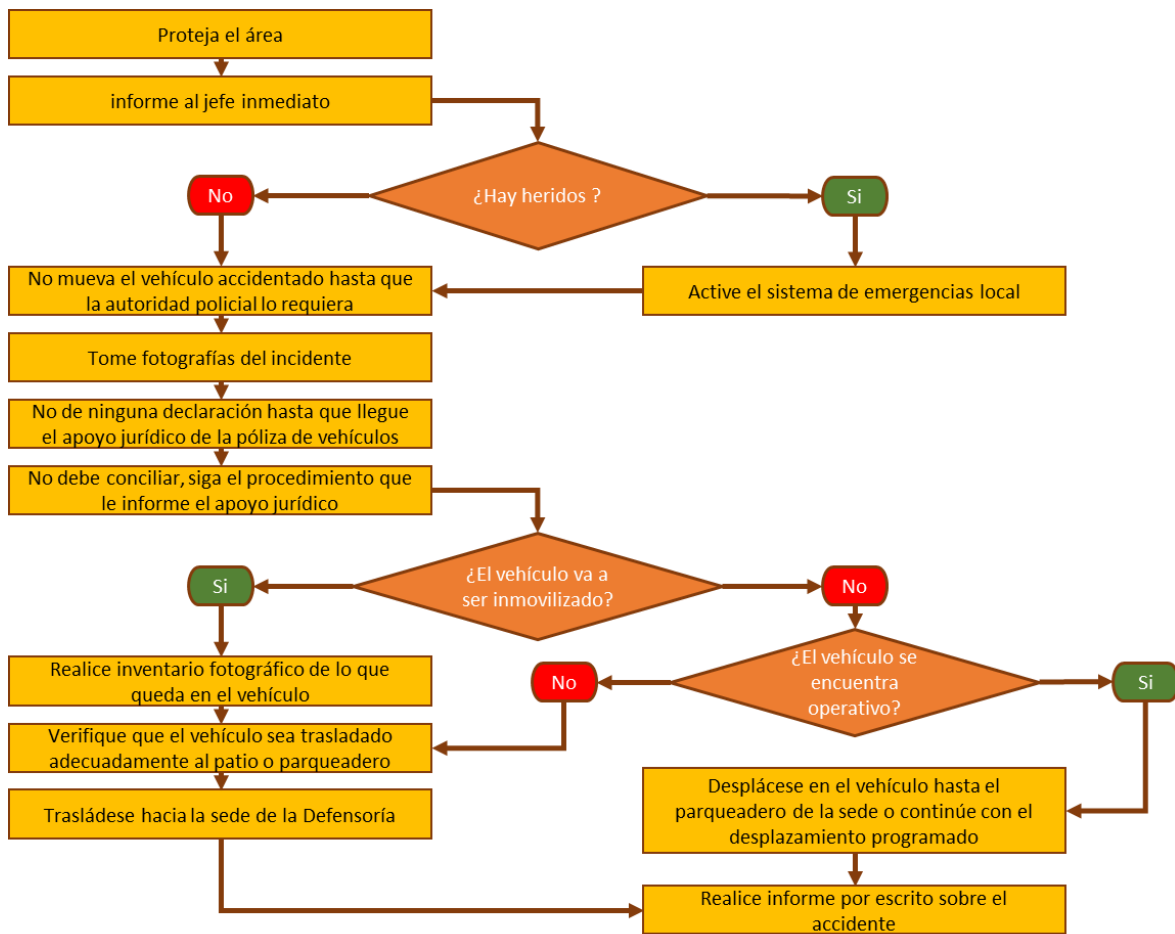 Proteja el área
informe al jefe inmediato
¿Hay heridos ?
No
Si
No mueva el vehículo accidentado hasta que
la autoridad policial lo requiera
Active el sistema de emergencias local
Tome fotografías del incidente
No de ninguna declaración hasta que llegue
el apoyo jurídico de la póliza de vehículos
No debe conciliar, siga el procedimiento que
le informe el apoyo jurídico
¿El vehículo va a
ser inmovilizado?
Si
No
Realice inventario fotográfico de lo que
queda en el vehículo
¿El vehículo se
encuentra
operativo?
No
Si
Verifique que el vehículo sea trasladado
adecuadamente al patio o parqueadero
Trasládese hacia la sede de la Defensoría
Desplácese en el vehículo hasta el
parqueadero de la sede o continúe con el
desplazamiento programado
Realice informe por escrito sobre el
accidente